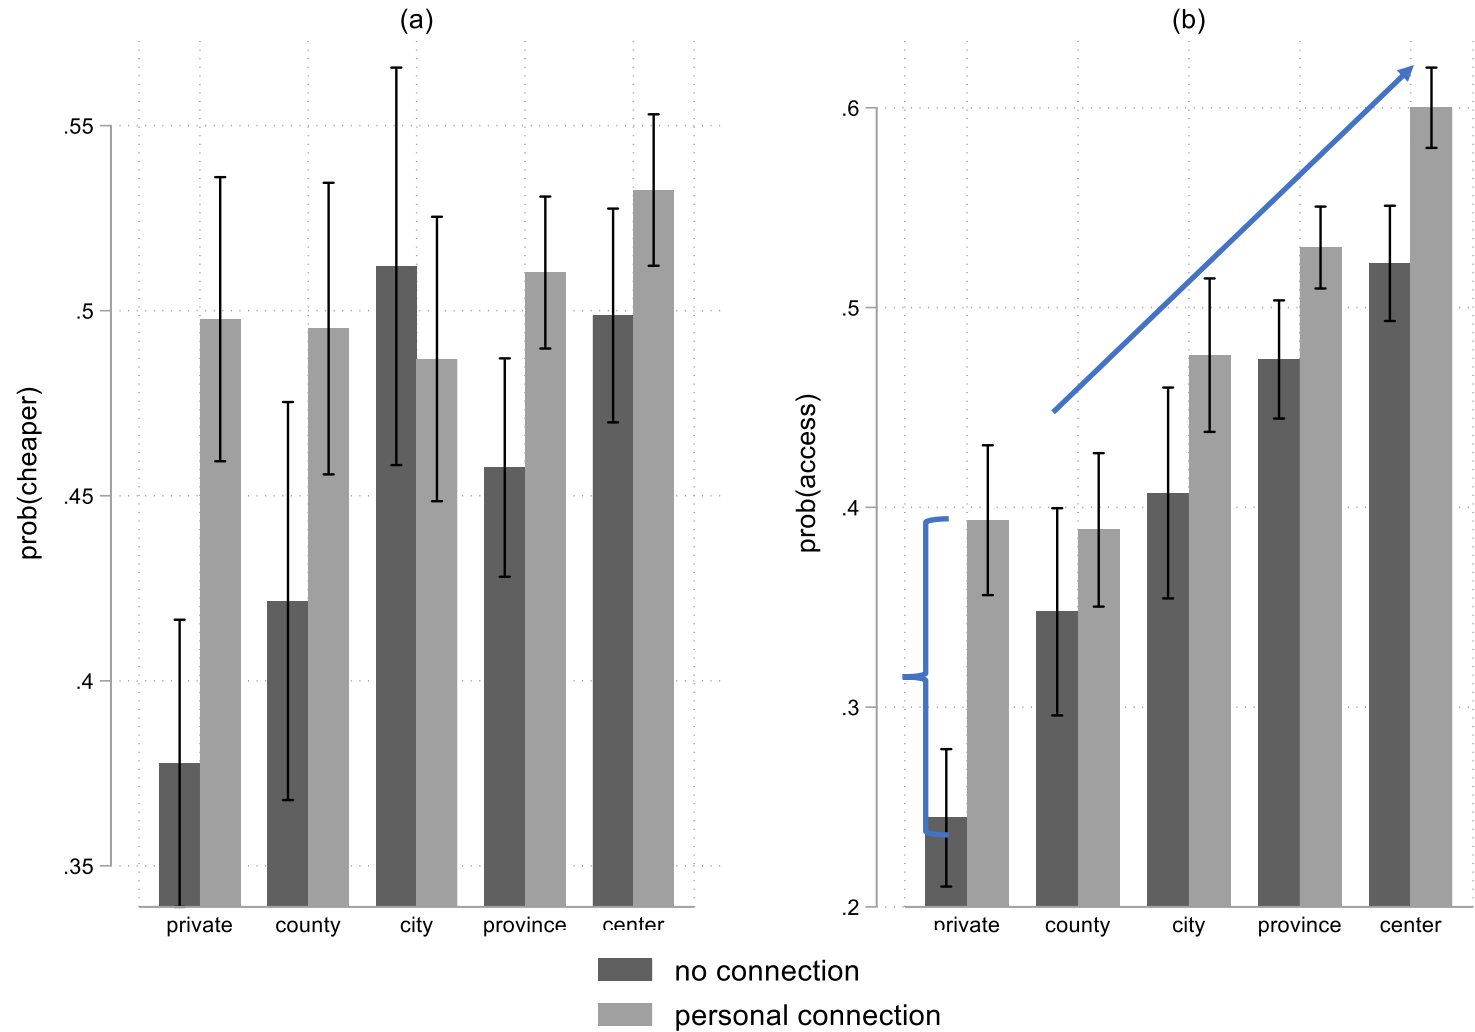 (a)
(b)
prob(cheaper)
.55
.5
.45
.4
.35
private county city province center
prob(access)
.6
.5
.4
.3
.2
private county city province center
no connection
personal connection